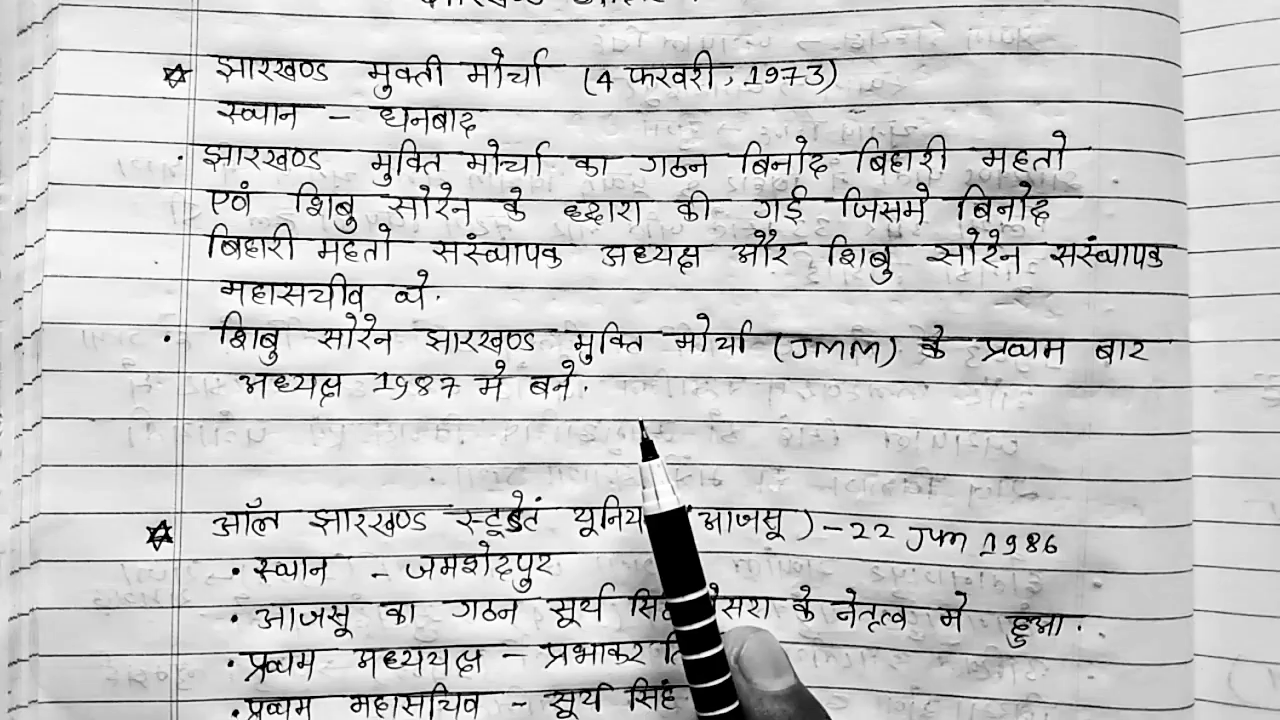 झारखण्ड
झारखण्ड मुक्ती मोर्चा (4 फरवरी, 1973)
स्थान - धनबाद
झारखण्ड मुक्ति मोर्चा का गठन बिनोद बिहारी महतो
एवं शिबु सोरेन के द्वारा की गई जिसमे बिनोद
बिहारी महतो संस्थापक अध्यक्ष और शिबु सोरेन संस्थापक
महासचीव थे.
शिबु सोरेन झारखण्ड मुक्ति मोर्चा (JMM) के प्रथम बार
अध्यक्ष 1987 मे बने.
ऑल झारखण्ड स्टूडेटं यूनिय आजसू) - 22 Jun 1986
स्थान - जमशेदपुर
आजसू का गठन सूर्य सिंह बेसरा के नेतृत्व मे हुआ.
प्रथम अध्ययक्ष - प्रभाकर
प्रथम महासचिव - सूर्य सिंह